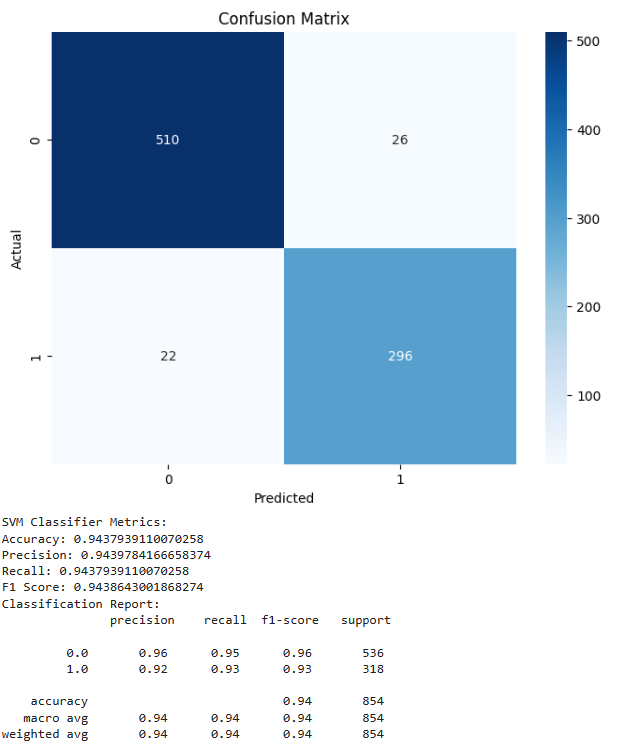 Confusion Matrix
500
400
300
200
100
Actual
0
1
510 26
22 296
0 1
Predicted
SVM Classifier Metrics:
Accuracy: 0.9437939110070258
Precision: 0.9439784166658374
Recall: 0.9437939110070258
F1 Score: 0.9438643001868274
Classification Report:
precision recall f1-score support
0.0 0.96 0.95 0.96 536
1.0 0.92 0.93 0.93 318
accuracy 0.94 854
macro avg 0.94 0.94 0.94 854
weighted avg 0.94 0.94 0.94 854